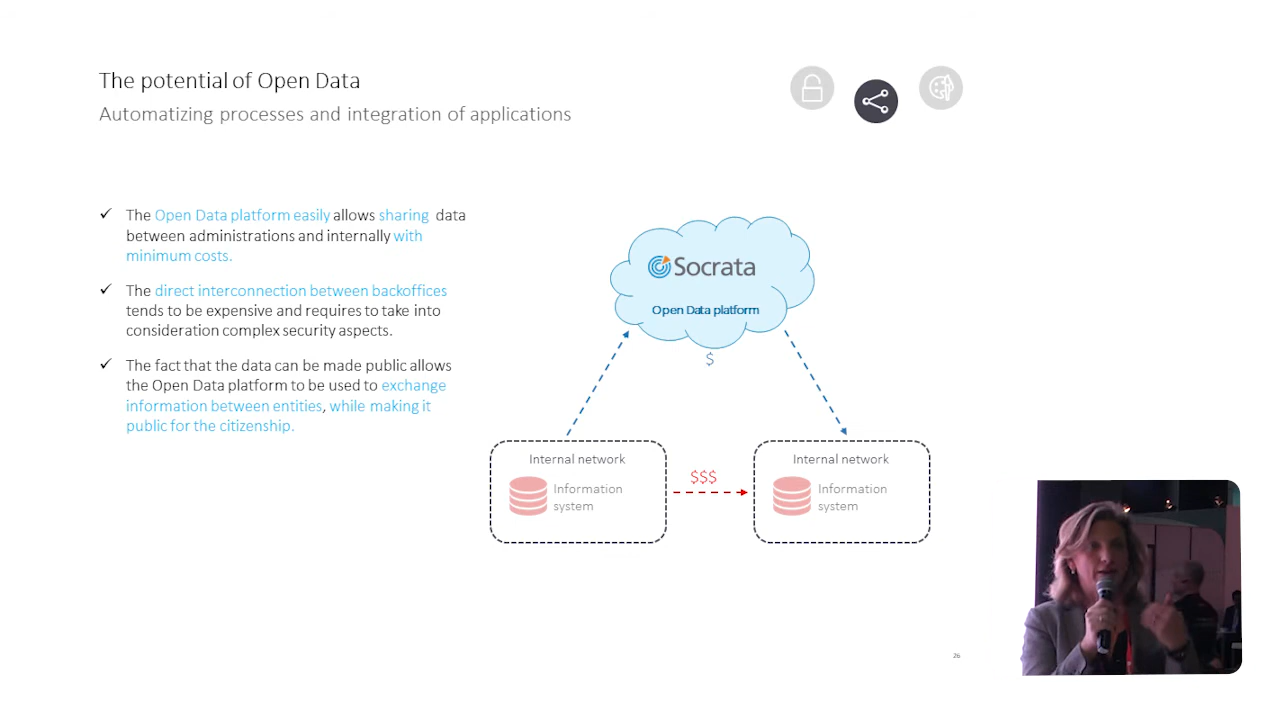 The potential of Open Data
Automatizing processes and integration of applications
✓ The Open Data platform easily allows sharing data
between administrations and internally with
minimum costs.
✓ The direct interconnection between backoffices
tends to be expensive and requires to take into
consideration complex security aspects.
✓ The fact that the data can be made public allows
the Open Data platform to be used to exchange
information between entities, while making it
public for the citizenship.
Socrata
Open Data platform
$
Internal network
Information
system
$$$
Internal network
Information
system
26